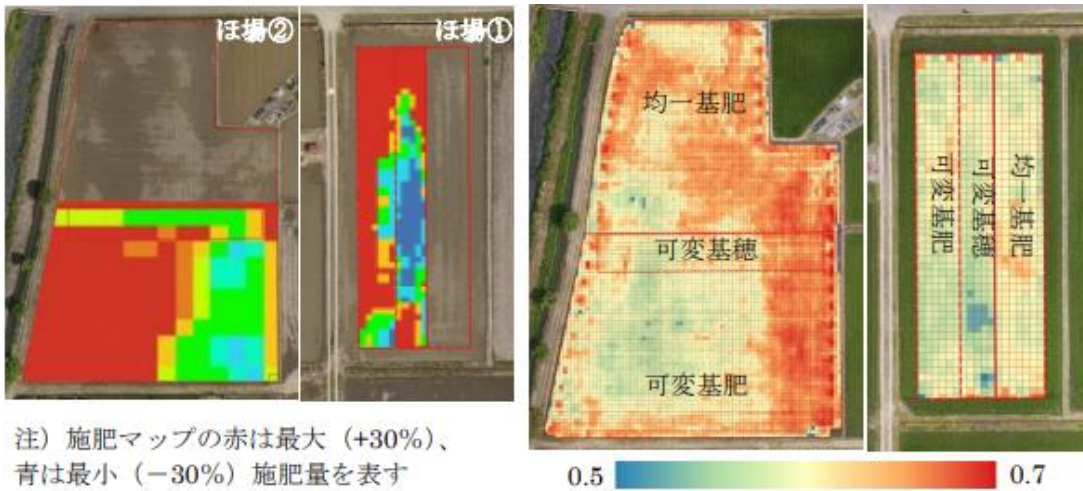 ほ場②
ほ場①
均一基肥
可変基穂
可変基肥
可変基肥
可変基穂
均一基肥
注）施肥マップの赤は最大（+30%）、
青は最小（－30%）施肥量を表す
0.5
0.7